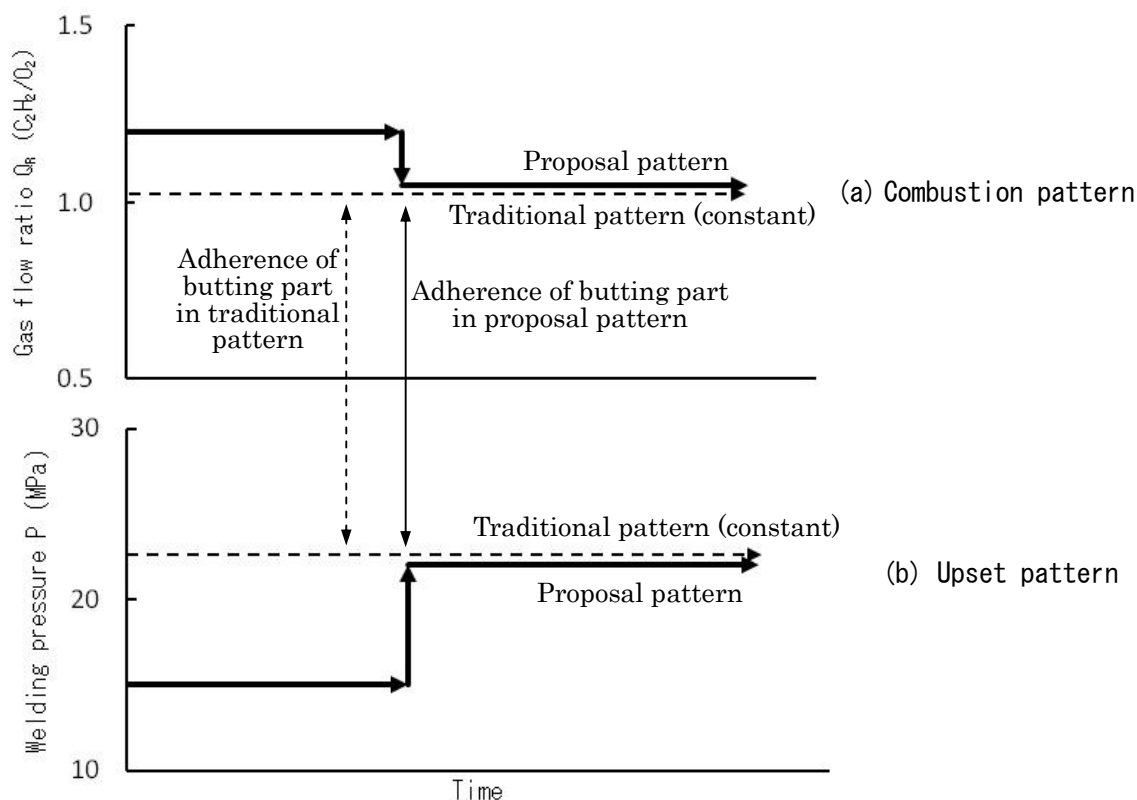 1.5
Gas flow ratio Q_R (C₂H₂/O₂)
Proposal pattern
(a) Combustion pattern
1.0
Traditional pattern (constant)
Adherence of
butting part
in traditional
pattern
Adherence of butting part
in proposal pattern
0.5
30
Welding pressure P (MPa)
Traditional pattern (constant)
(b) Upset pattern
20
Proposal pattern
10
Time